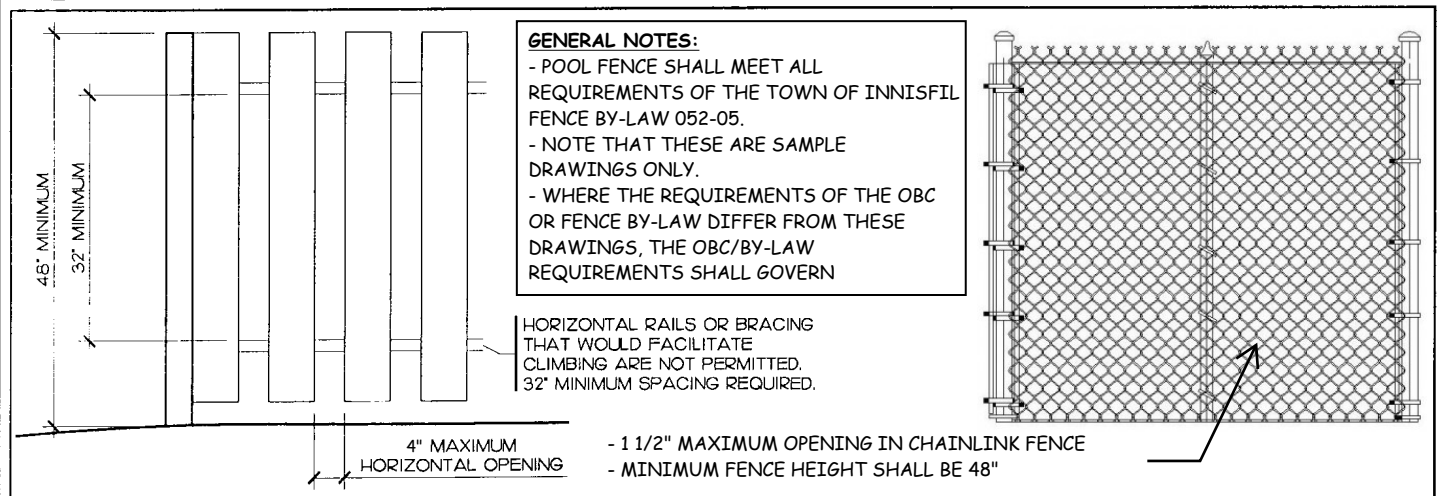 48" MINIMUM
32" MINIMUM
GENERAL NOTES:
- POOL FENCE SHALL MEET ALL
REQUIREMENTS OF THE TOWN OF INNISFIL
FENCE BY-LAW 052-05.
- NOTE THAT THESE ARE SAMPLE
DRAWINGS ONLY.
- WHERE THE REQUIREMENTS OF THE OBC
OR FENCE BY-LAW DIFFER FROM THESE
DRAWINGS, THE OBC/BY-LAW
REQUIREMENTS SHALL GOVERN
HORIZONTAL RAILS OR BRACING
THAT WOULD FACILITATE
CLIMBING ARE NOT PERMITTED.
32" MINIMUM SPACING REQUIRED.
4" MAXIMUM
HORIZONTAL OPENING
- 1 1/2" MAXIMUM OPENING IN CHAINLINK FENCE
- MINIMUM FENCE HEIGHT SHALL BE 48"